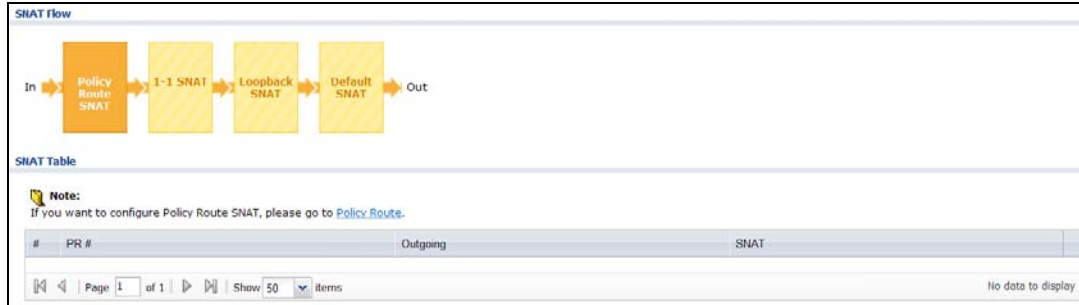 SNAT Flow
In
Policy Route SNAT
1-1 SNAT
Loopback SNAT
Default SNAT
Out
SNAT Table
Note:
If you want to configure Policy Route SNAT, please go to Policy Route.
# PR # Outgoing SNAT
Page 1 of 1 Show 50 items No data to display